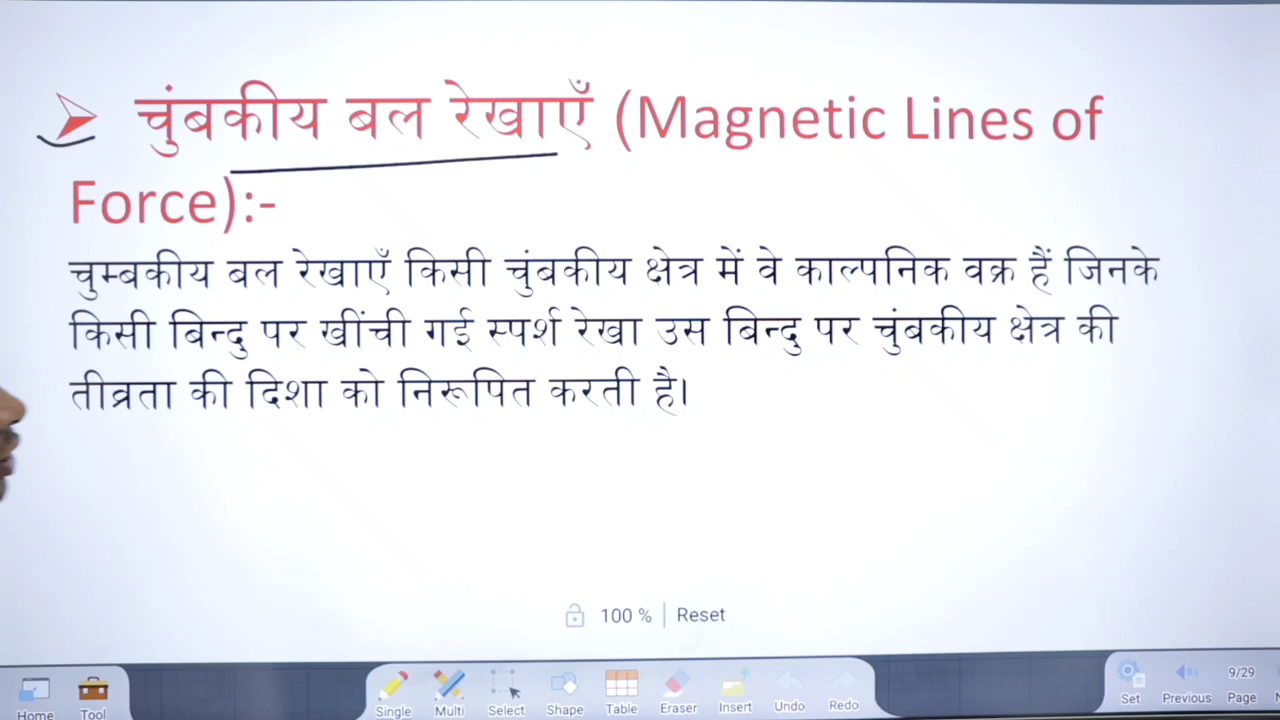 चुंबकीय बल रेखाएँ (Magnetic Lines of
Force):-
चुम्बकीय बल रेखाएँ किसी चुंबकीय क्षेत्र में वे काल्पनिक वक्र हैं जिनके
किसी बिन्दु पर खींची गई स्पर्श रेखा उस बिन्दु पर चुंबकीय क्षेत्र की
तीव्रता की दिशा को निरूपित करती है।
100 % Reset
Home Tool Single Multi Select Shape Table Eraser Insert Undo Redo Set Previous 9/29 Page